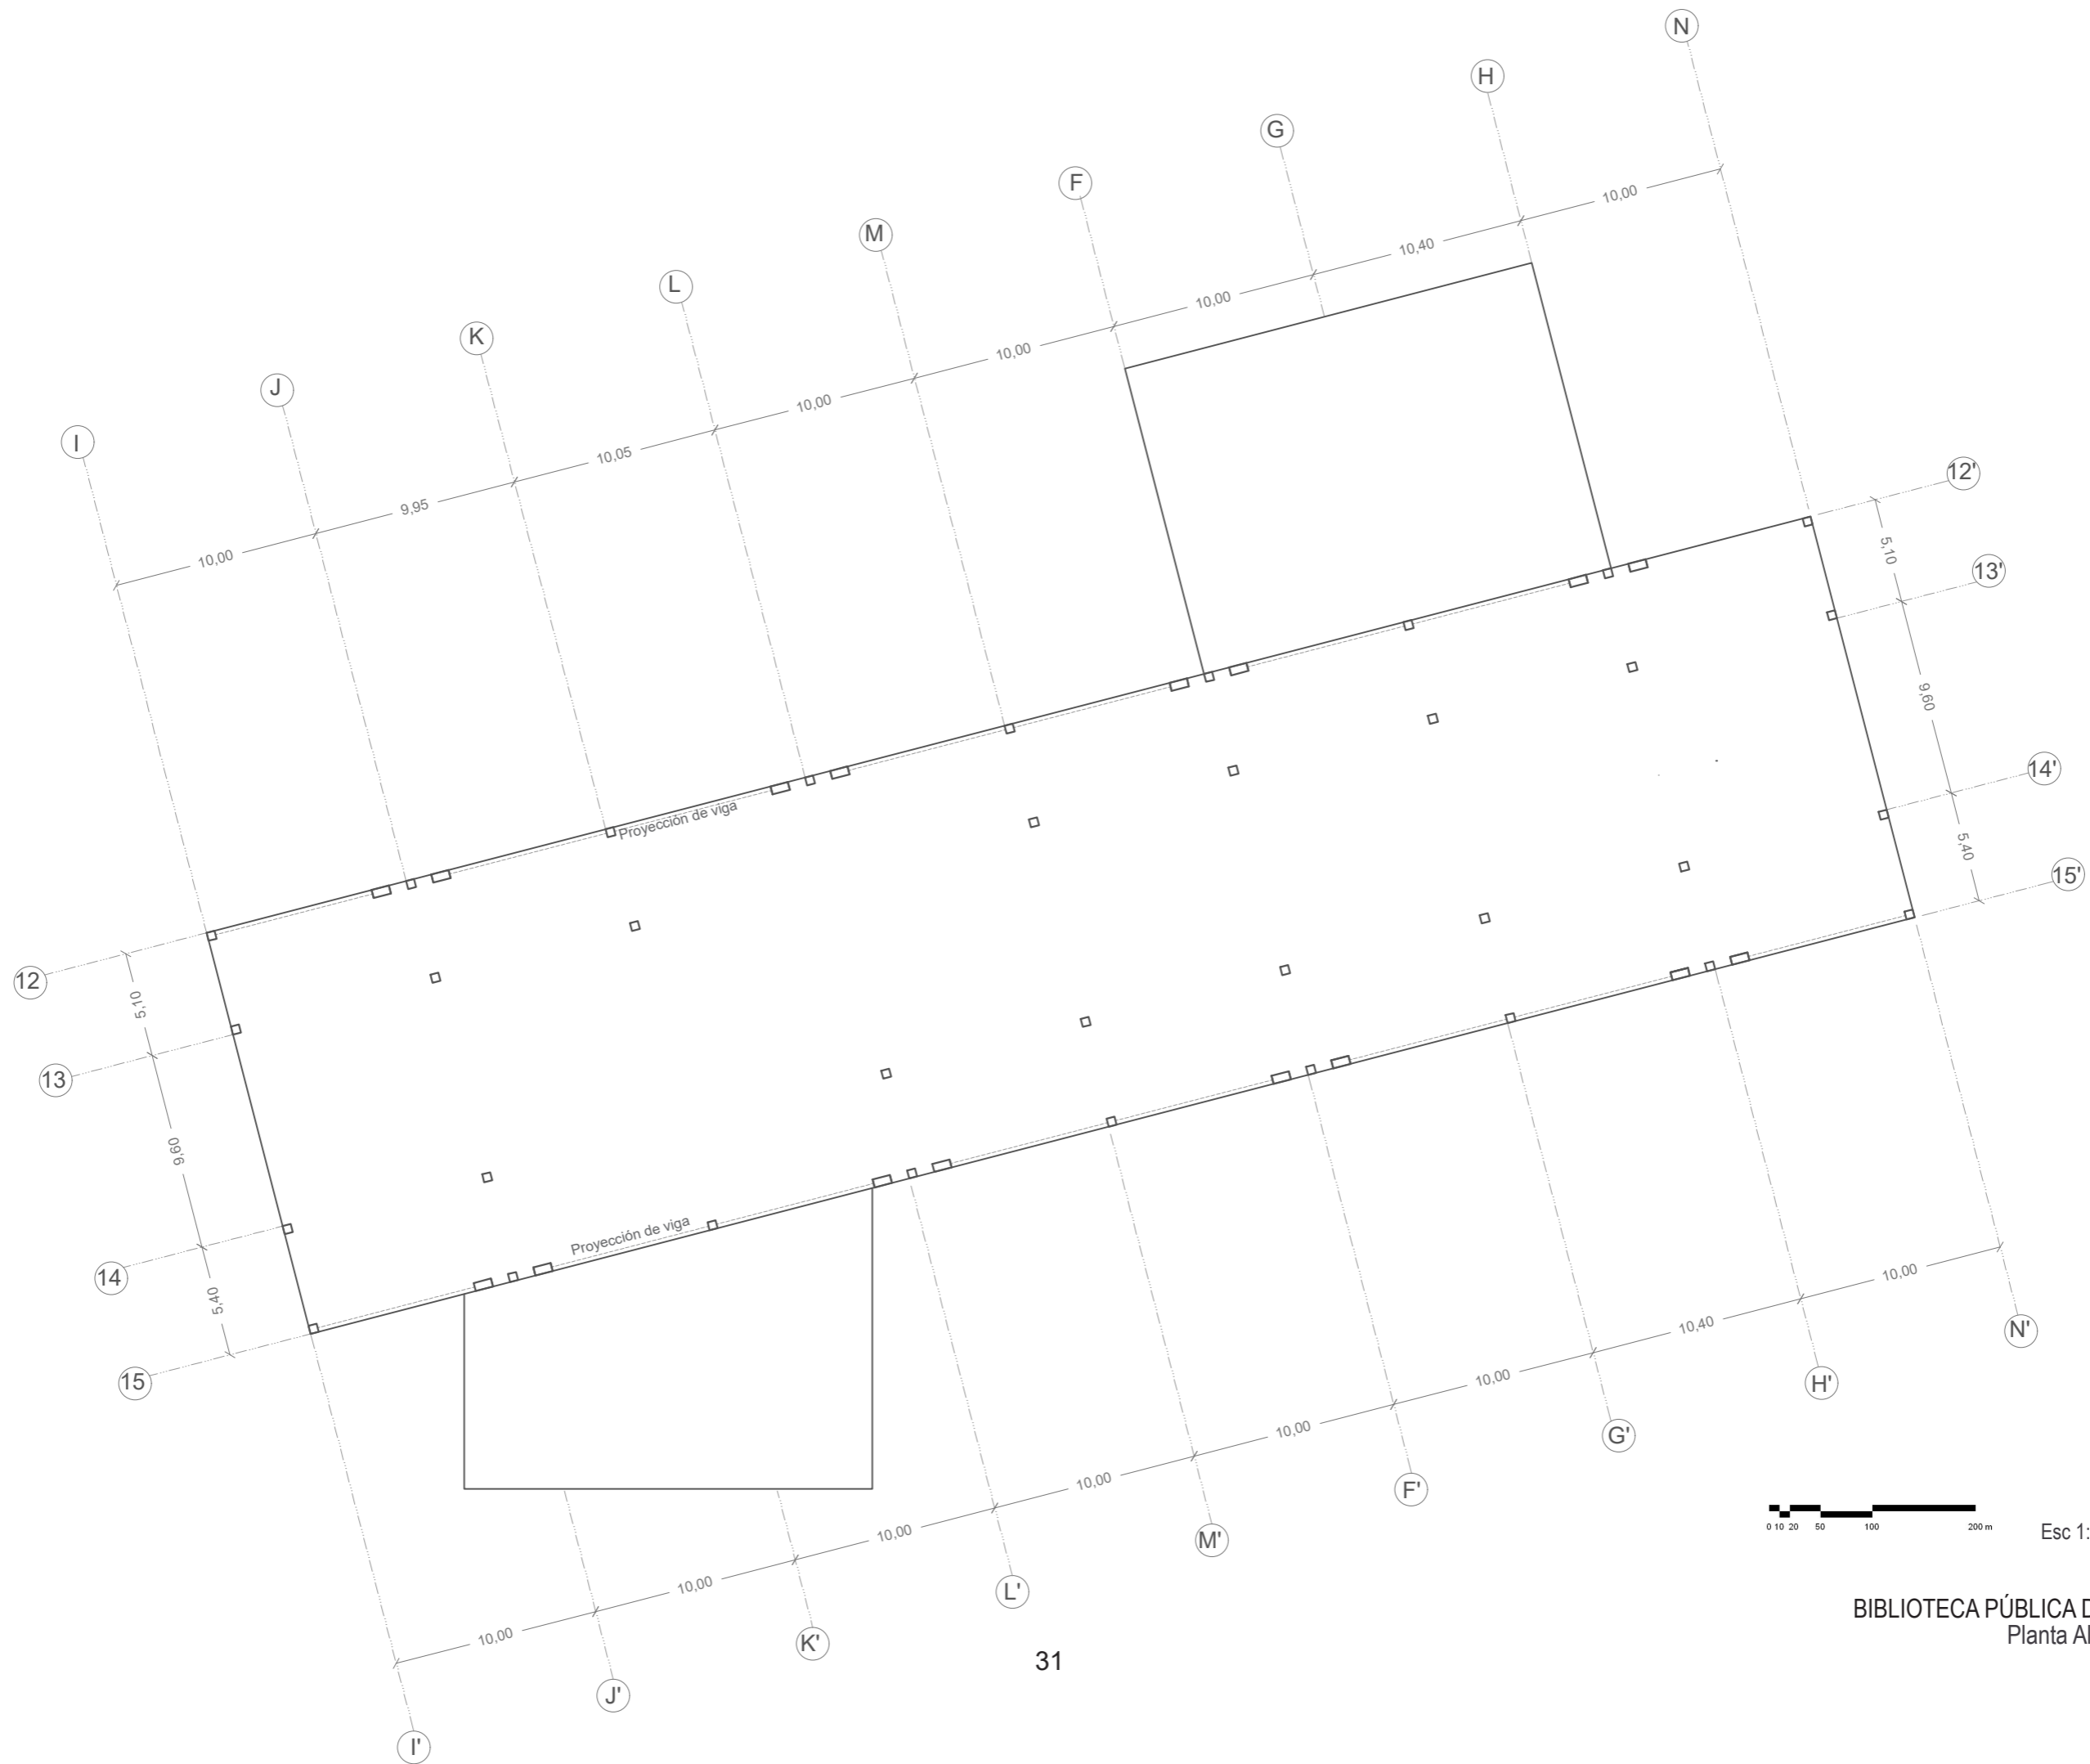 N
H
G
F
M
L
K
J
I
10,00
10,40
10,00
10,00
10,00
10,05
9,95
10,00
12'
13'
14'
15'
5,10
9,60
5,40
Proyección de viga
12
13
14
15
5,10
9,60
5,40
Proyección de viga
10,00
10,00
10,00
10,00
10,00
10,00
10,40
10,00
I'
J'
K'
L'
M'
F'
G'
H'
N'
0 10 20 50 100 200 m
Esc 1:
BIBLIOTECA PÚBLICA
Planta
31